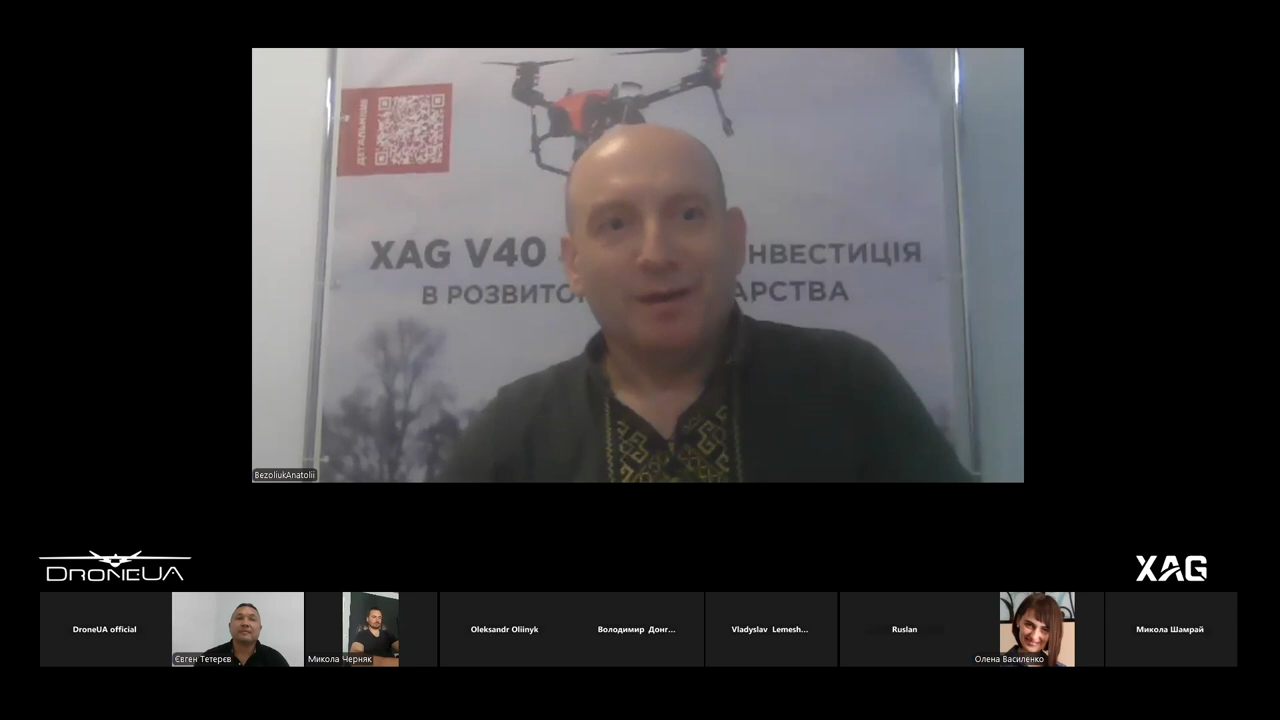 ДЕТАЛЬНІШЕ
XAG V40
НВЕСТИЦІЯ
В РОЗВИТО
АРСТВА
BezoliukAnatolii
DRONEUA
XAG
DroneUA official
Євген Тетерєв
Микола Черняк
Oleksandr Oliinyk
Володимир Донг...
Vladyslav Lemesh...
Ruslan
Олена Василенко
Микола Шамрай